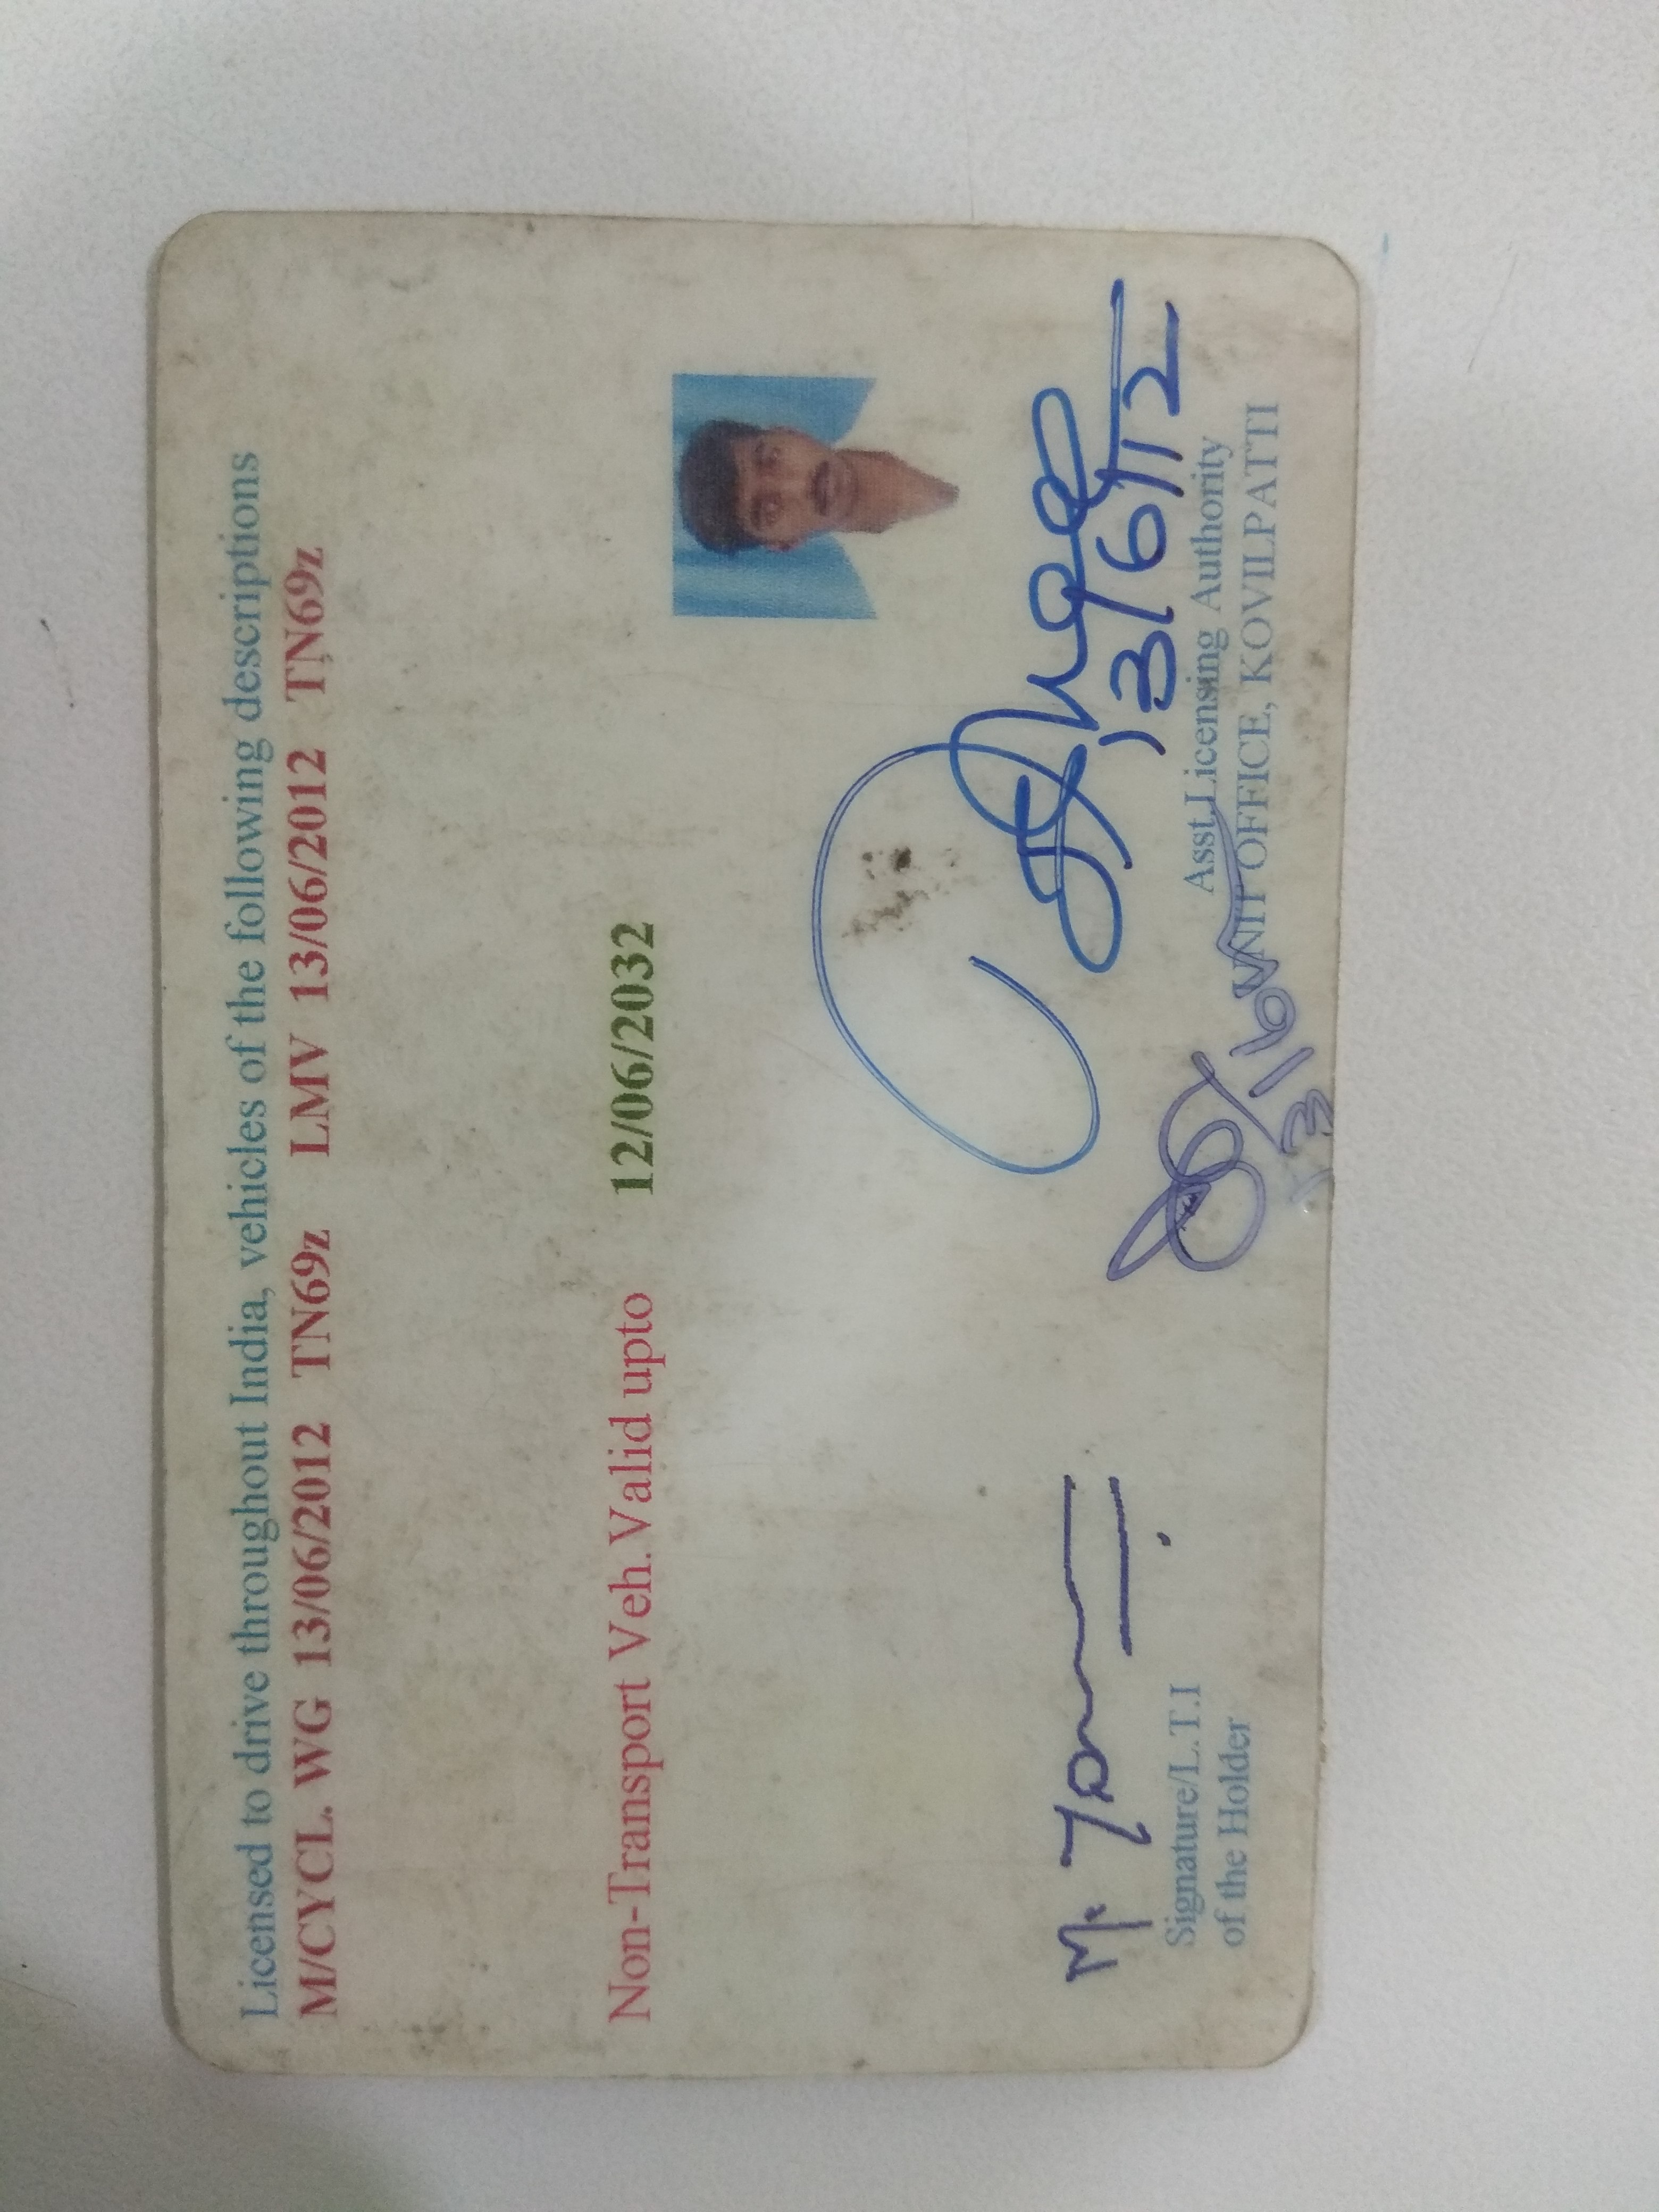 Licensed to drive throughout India, vehicles of the following descriptions
M/CYCL. WG 13/06/2012 TN69z LMV 13/06/2012 TN69z
Non-Transport Veh.Valid upto 12/06/2032
13/6/12
M.
Signature/L.T.I
of the Holder
Asst.Licensing Authority
UNIT OFFICE, KOVILPATTI